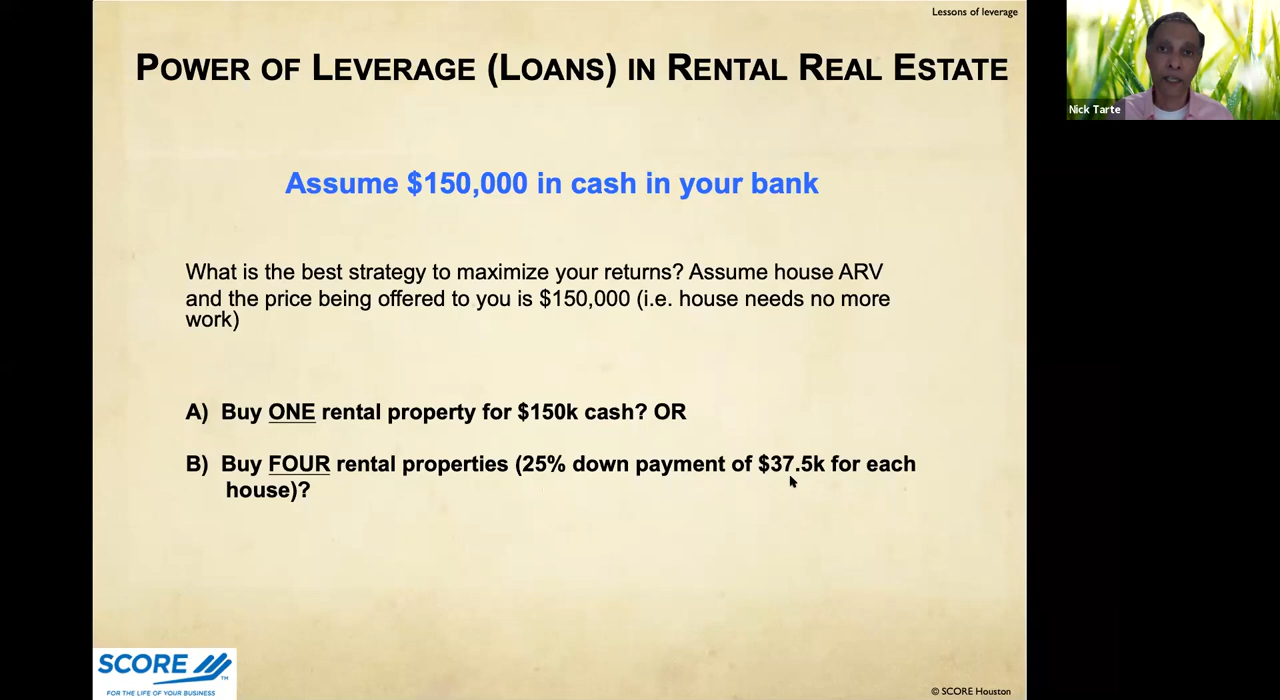 Lessons of leverage
POWER OF LEVERAGE (LOANS) IN RENTAL REAL ESTATE
Nick Tarte
Assume $150,000 in cash in your bank
What is the best strategy to maximize your returns? Assume house ARV
and the price being offered to you is $150,000 (i.e. house needs no more
work)
A) Buy ONE rental property for $150k cash? OR
B) Buy FOUR rental properties (25% down payment of $37.5k for each
house)?
SCORE TM
FOR THE LIFE OF YOUR BUSINESS
© SCORE Houston